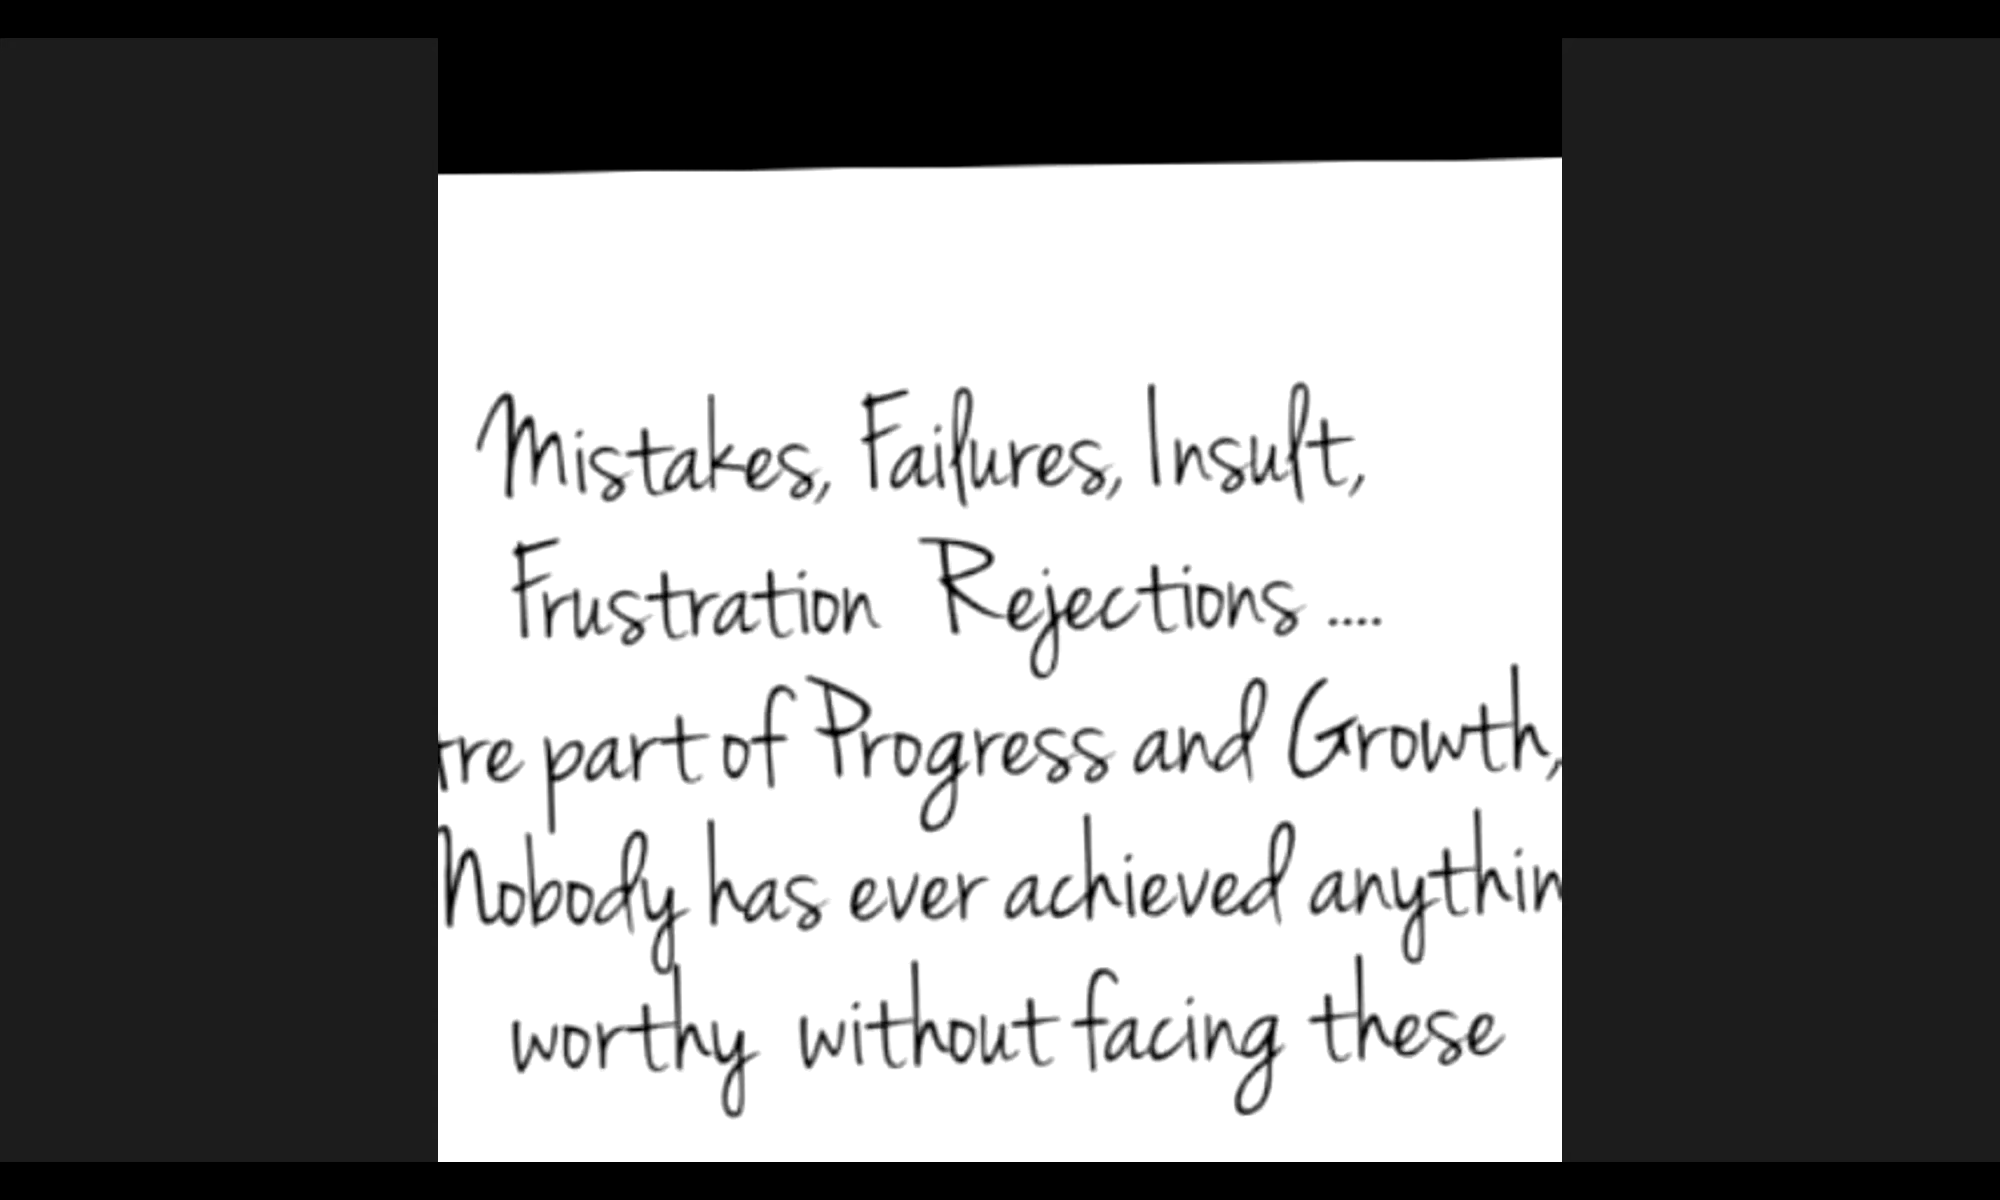 Mistakes, Failures, Insult,
Frustration Rejections ....
re part of Progress and Growth,
Nobody has ever achieved anythin
worthy without facing these